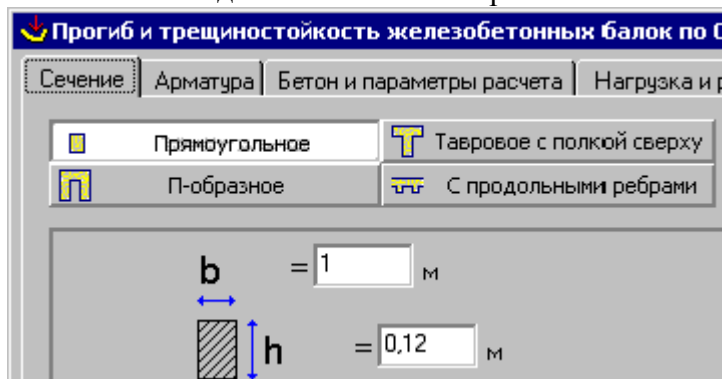 Прогиб и трещиностойкость железобетонных балок по
Сечение Арматура Бетон и параметры расчета Нагрузка и
Прямоугольное Тавровое с полкой сверху
П-образное С продольными ребрами
b = 1 м
h = 0,12 м